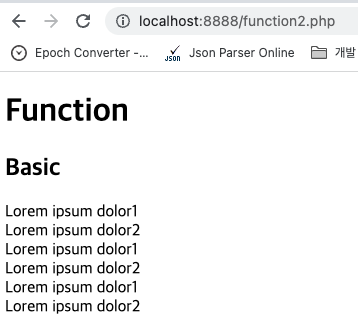 localhost:8888/function2.php
Epoch Converter -... JSON Json Parser Online 개발
Function
Basic
Lorem ipsum dolor1
Lorem ipsum dolor2
Lorem ipsum dolor1
Lorem ipsum dolor2
Lorem ipsum dolor1
Lorem ipsum dolor2